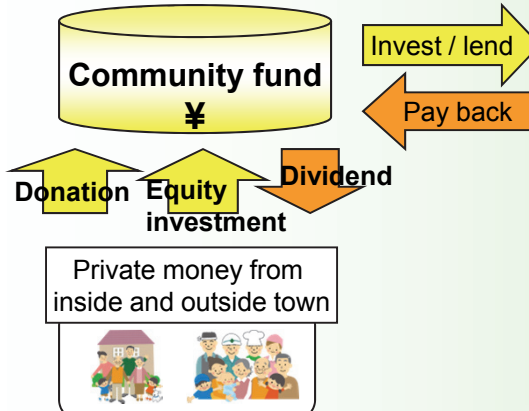 Community fund
¥
Invest / lend
Pay back
Donation
Equity
investment
Dividend
Private money from
inside and outside town